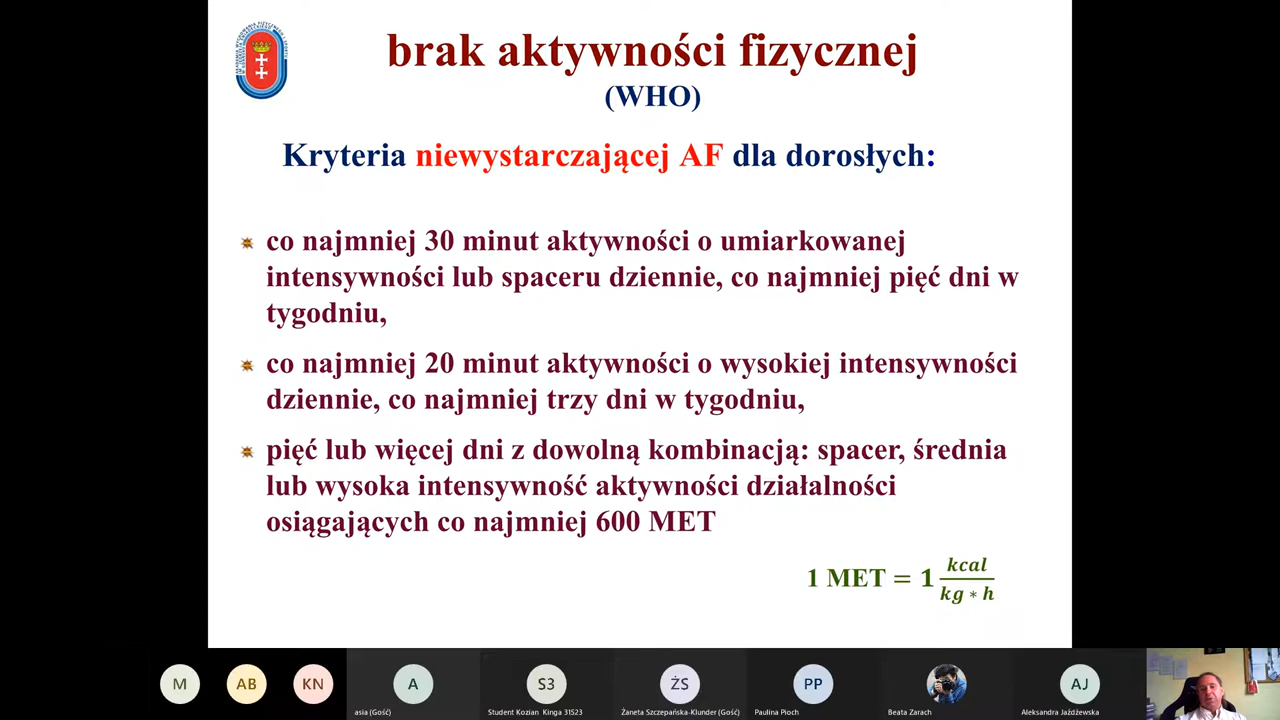 brak aktywności fizycznej
(WHO)
Kryteria niewystarczającej AF dla dorosłych:
co najmniej 30 minut aktywności o umiarkowanej
intensywności lub spaceru dziennie, co najmniej pięć dni w
tygodniu,
co najmniej 20 minut aktywności o wysokiej intensywności
dziennie, co najmniej trzy dni w tygodniu,
pięć lub więcej dni z dowolną kombinacją: spacer, średnia
lub wysoka intensywność aktywności działalności
osiągających co najmniej 600 MET
1 MET = 1 kcal
kg * h
M
AB
KN
A
S3
ŻS
PP
AJ
asia (Gość)
Student Kozian Kinga 31523
Żaneta Szczepańska-Klunder (Gość)
Paulina Pioch
Beata Zarach
Aleksandra Jażdżewska